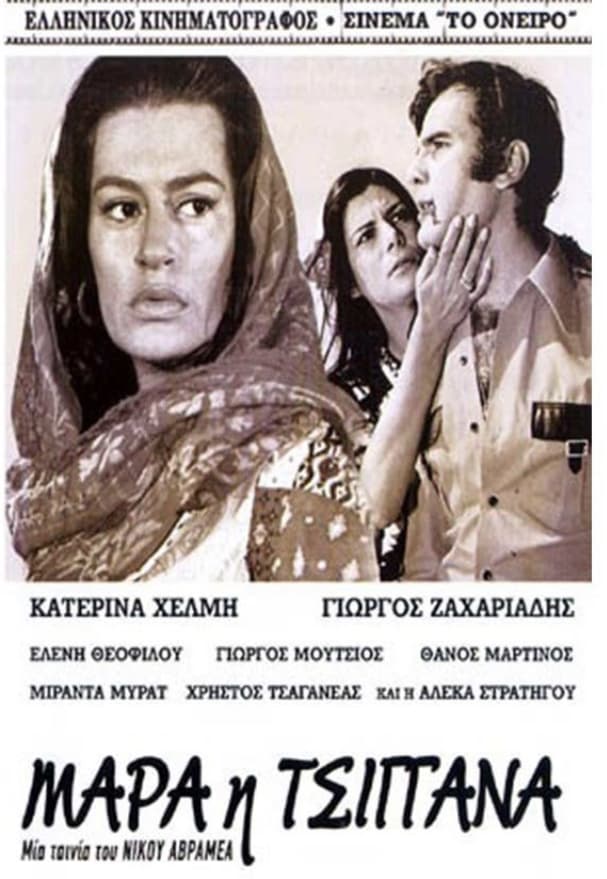 ΕΛΛΗΝΙΚΟΣ ΚΙΝΗΜΑΤΟΓΡΑΦΟΣ • ΣΙΝΕΜΑ "ΤΟ ΟΝΕΙΡΟ"
ΚΑΤΕΡΙΝΑ ΧΕΛΜΗ ΓΙΩΡΓΟΣ ΖΑΧΑΡΙΑΔΗΣ
ΕΛΕΝΗ ΘΕΟΦΙΛΟΥ ΓΙΩΡΓΟΣ ΜΟΥΤΣΙΟΣ ΘΑΝΟΣ ΜΑΡΤΙΝΟΣ
ΜΙΡΑΝΤΑ ΜΥΡΑΤ ΧΡΗΣΤΟΣ ΤΣΑΓΑΝΕΑΣ ΚΑΙ Η ΑΛΕΚΑ ΣΤΡΑΤΗΓΟΥ
ΜΑΡΑ η ΤΣΙΓΓΑΝΑ
Μία ταινία του ΝΙΚΟΥ ΑΒΡΑΜΕΑ